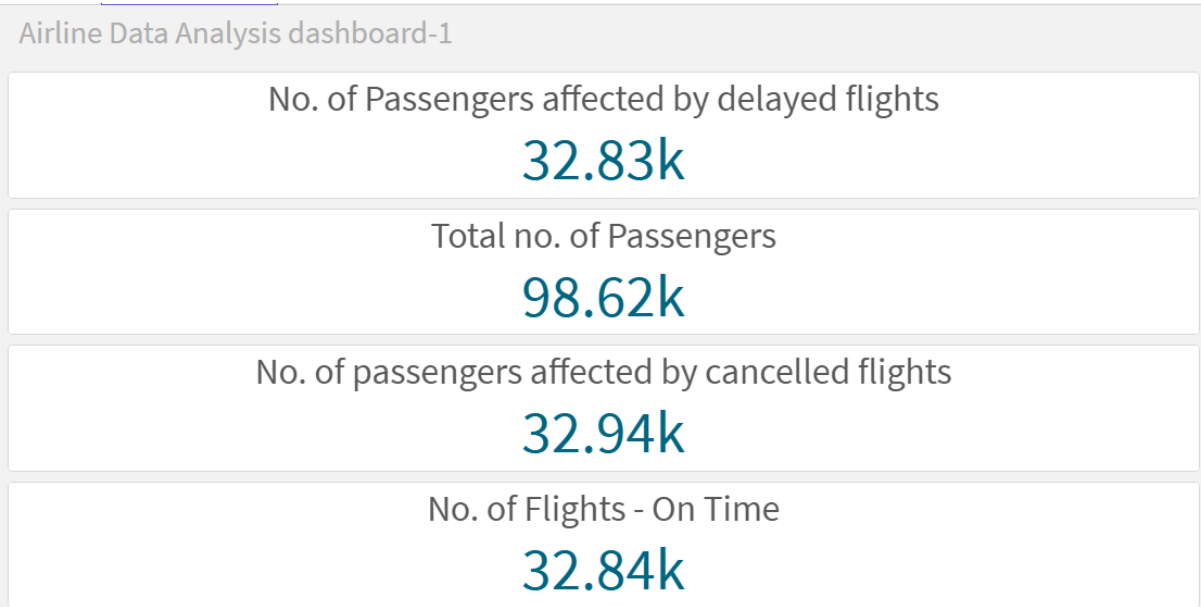 Airline Data Analysis dashboard-1
No. of Passengers affected by delayed flights
32.83k
Total no. of Passengers
98.62k
No. of passengers affected by cancelled flights
32.94k
No. of Flights - On Time
32.84k